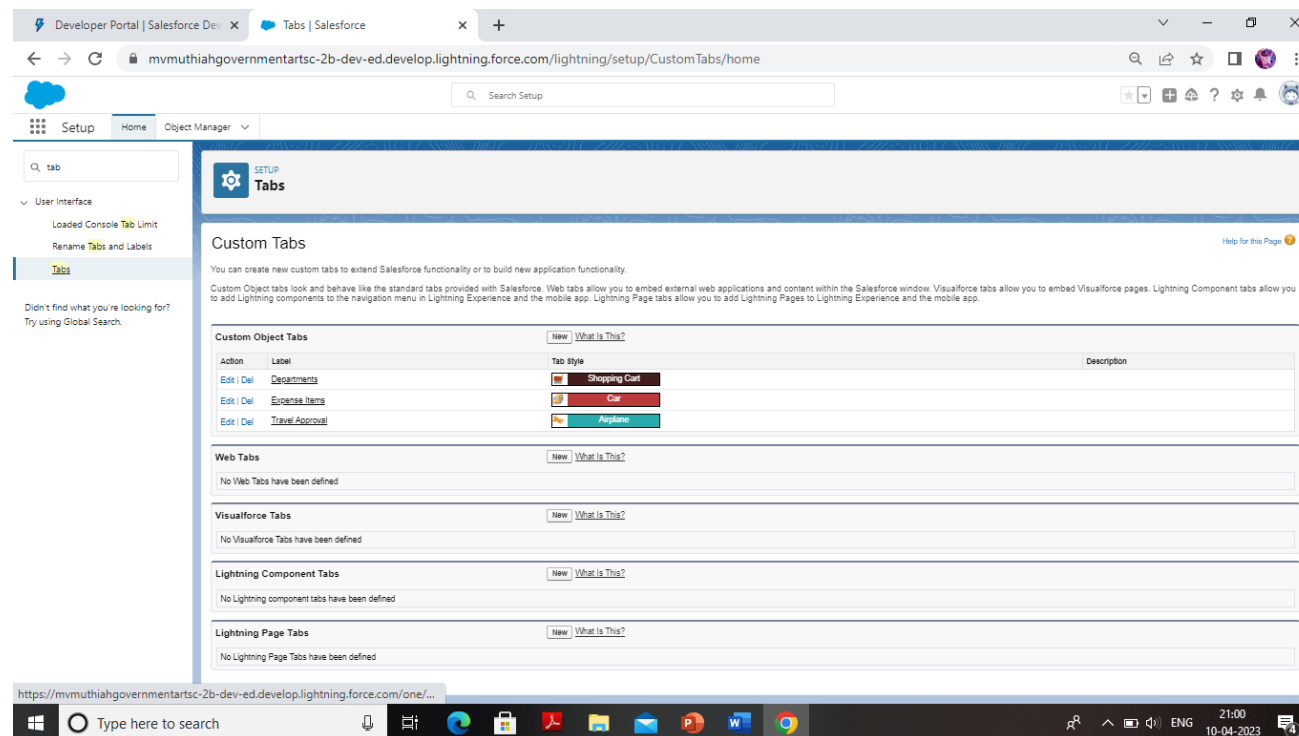 Developer Portal | Salesforce Dev
Tabs | Salesforce
mvmuthiahgovernmentartsc-2b-dev-ed.develop.lightning.force.com/lightning/setup/CustomTabs/home
Search Setup
Setup
Home
Object Manager
tab
User Interface
Loaded Console Tab Limit
Rename Tabs and Labels
Tabs
Didn't find what you're looking for?
Try using Global Search.
SETUP
Tabs
Custom Tabs
Help for this Page
You can create new custom tabs to extend Salesforce functionality or to build new application functionality.
Custom Object tabs look and behave like the standard tabs provided with Salesforce. Web tabs allow you to embed external web applications and content within the Salesforce window. Visualforce tabs allow you to embed Visualforce pages. Lightning Component tabs allow you
to add Lightning components to the navigation menu in Lightning Experience and the mobile app. Lightning Page tabs allow you to add Lightning Pages to Lightning Experience and the mobile app.
Custom Object Tabs New What Is This?
Action Label Tab Style Description
Edit | Del Departments Shopping Cart
Edit | Del Expense Items Car
Edit | Del Travel Approval Airplane
Web Tabs New What Is This?
No Web Tabs have been defined
Visualforce Tabs New What Is This?
No Visualforce Tabs have been defined
Lightning Component Tabs New What Is This?
No Lightning component tabs have been defined
Lightning Page Tabs New What Is This?
No Lightning Page Tabs have been defined
https://mvmuthiahgovernmentartsc-2b-dev-ed.develop.lightning.force.com/one/...
Type here to search
ENG
21:00
10-04-2023
4